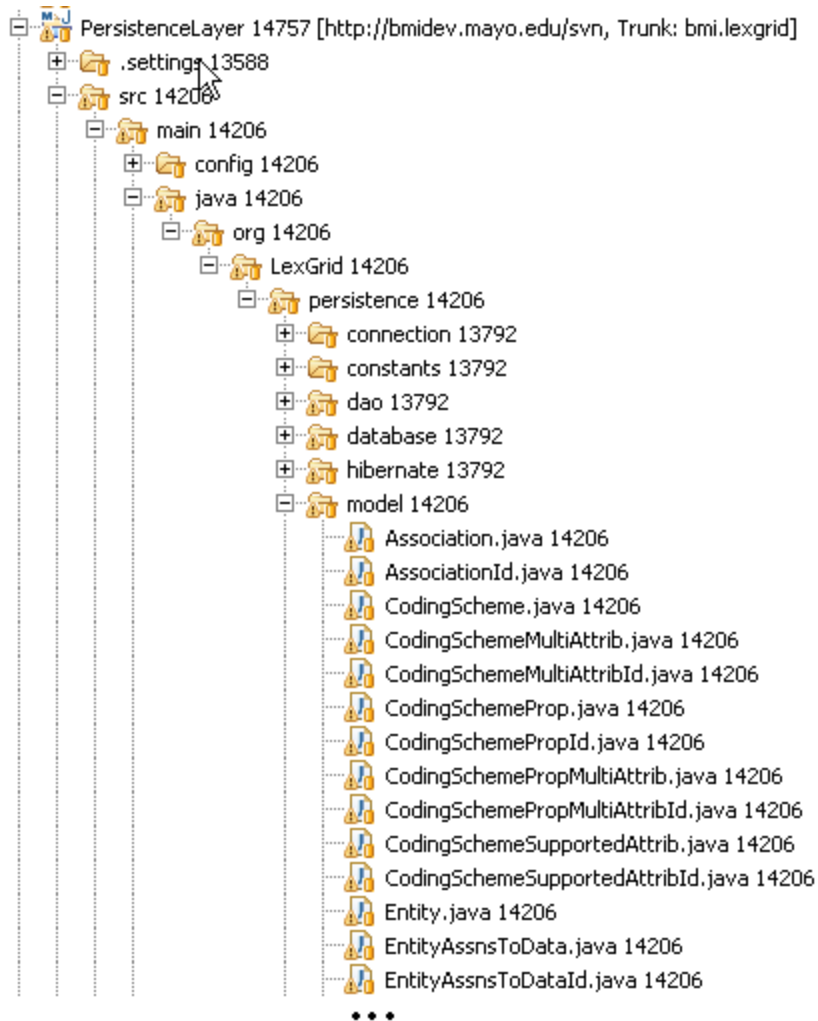 PersistenceLayer 14757 [http://bmidev.mayo.edu/svn, Trunk: bmi.lexgrid]
.settings 13588
src 14206
main 14206
config 14206
java 14206
org 14206
LexGrid 14206
persistence 14206
connection 13792
constants 13792
dao 13792
database 13792
hibernate 13792
model 14206
Association.java 14206
AssociationId.java 14206
CodingScheme.java 14206
CodingSchemeMultiAttrib.java 14206
CodingSchemeMultiAttribId.java 14206
CodingSchemeProp.java 14206
CodingSchemePropId.java 14206
CodingSchemePropMultiAttrib.java 14206
CodingSchemePropMultiAttribId.java 14206
CodingSchemeSupportedAttrib.java 14206
CodingSchemeSupportedAttribId.java 14206
Entity.java 14206
EntityAssnsToData.java 14206
EntityAssnsToDataId.java 14206
•••